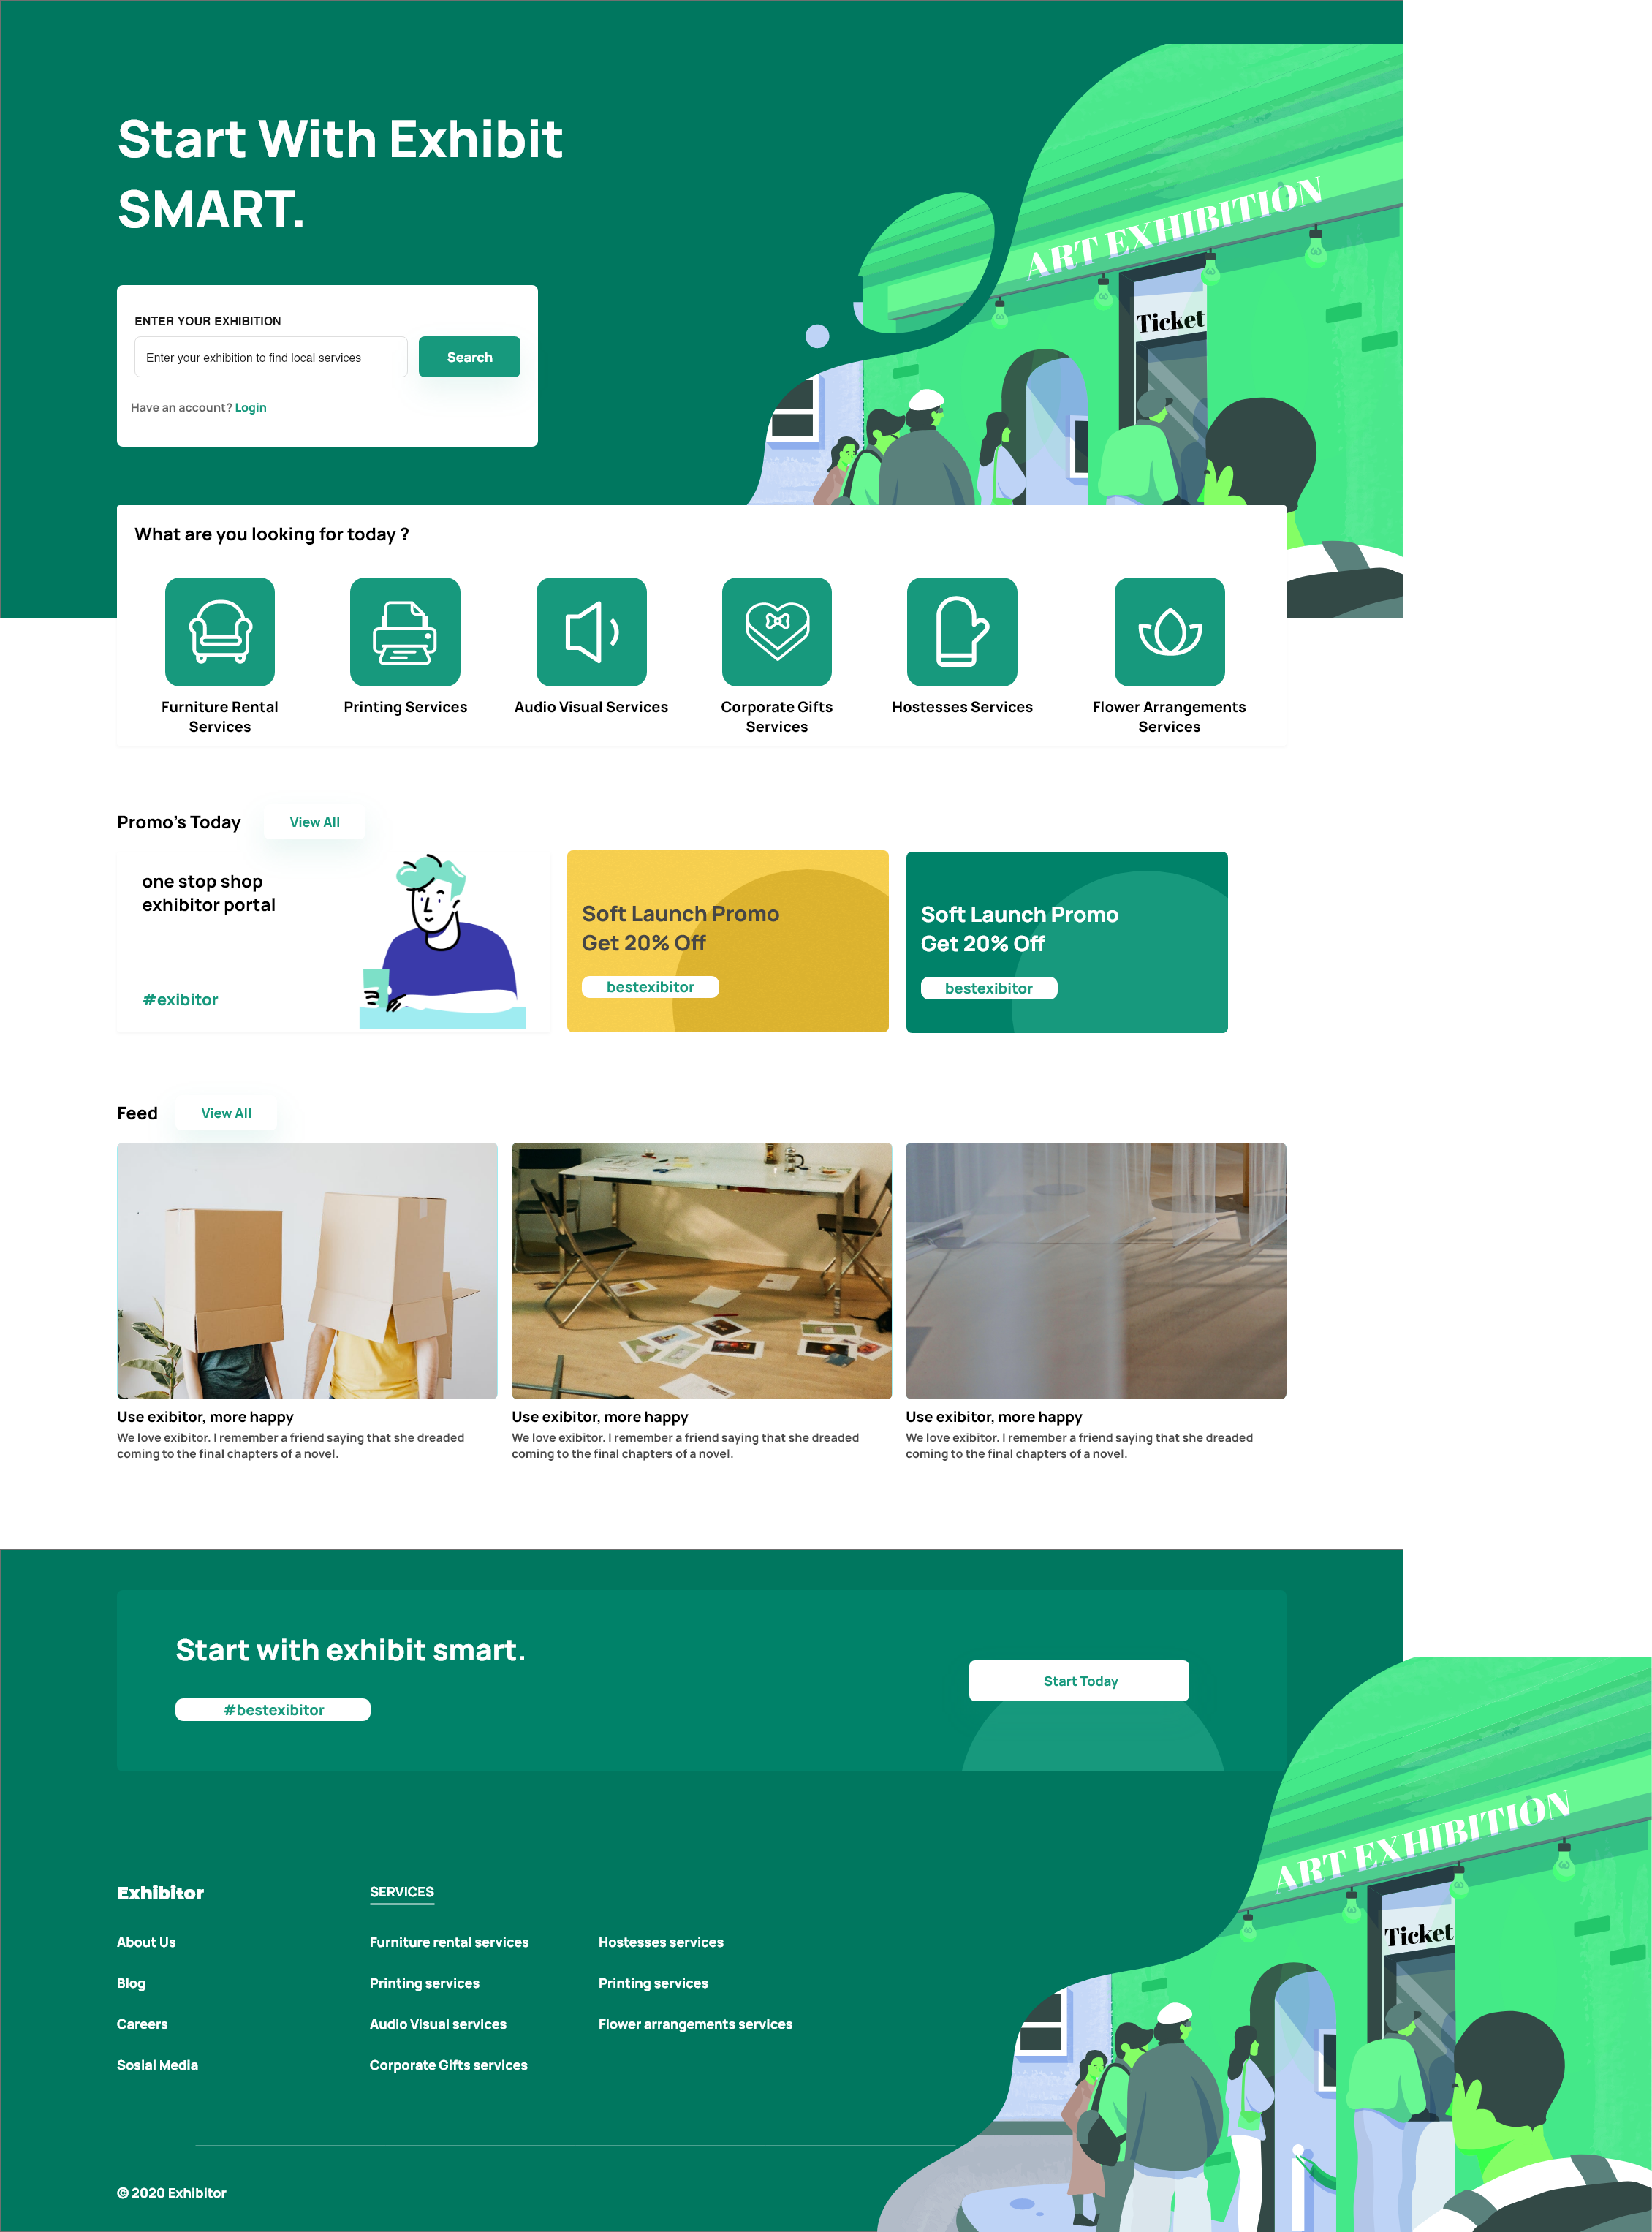 Start With Exhibit
SMART.
ART EXHIBITION
Ticket
ENTER YOUR EXHIBITION
Enter your exhibition to find local services
Search
Have an account? Login
What are you looking for today ?
Furniture Rental
Services
Printing Services
Audio Visual Services
Corporate Gifts
Services
Hostesses Services
Flower Arrangements
Services
Promo's Today
View All
one stop shop
exhibitor portal
#exibitor
Soft Launch Promo
Get 20% Off
bestexibitor
Soft Launch Promo
Get 20% Off
bestexibitor
Feed
View All
Use exibitor, more happy
We love exibitor. I remember a friend saying that she dreaded
coming to the final chapters of a novel.
Use exibitor, more happy
We love exibitor. I remember a friend saying that she dreaded
coming to the final chapters of a novel.
Use exibitor, more happy
We love exibitor. I remember a friend saying that she dreaded
coming to the final chapters of a novel.
Start with exhibit smart.
#bestexibitor
Start Today
ART EXHIBITION
Ticket
Exhibitor
About Us
Blog
Careers
Sosial Media
SERVICES
Furniture rental services
Printing services
Audio Visual services
Corporate Gifts services
Hostesses services
Printing services
Flower arrangements services
© 2020 Exhibitor